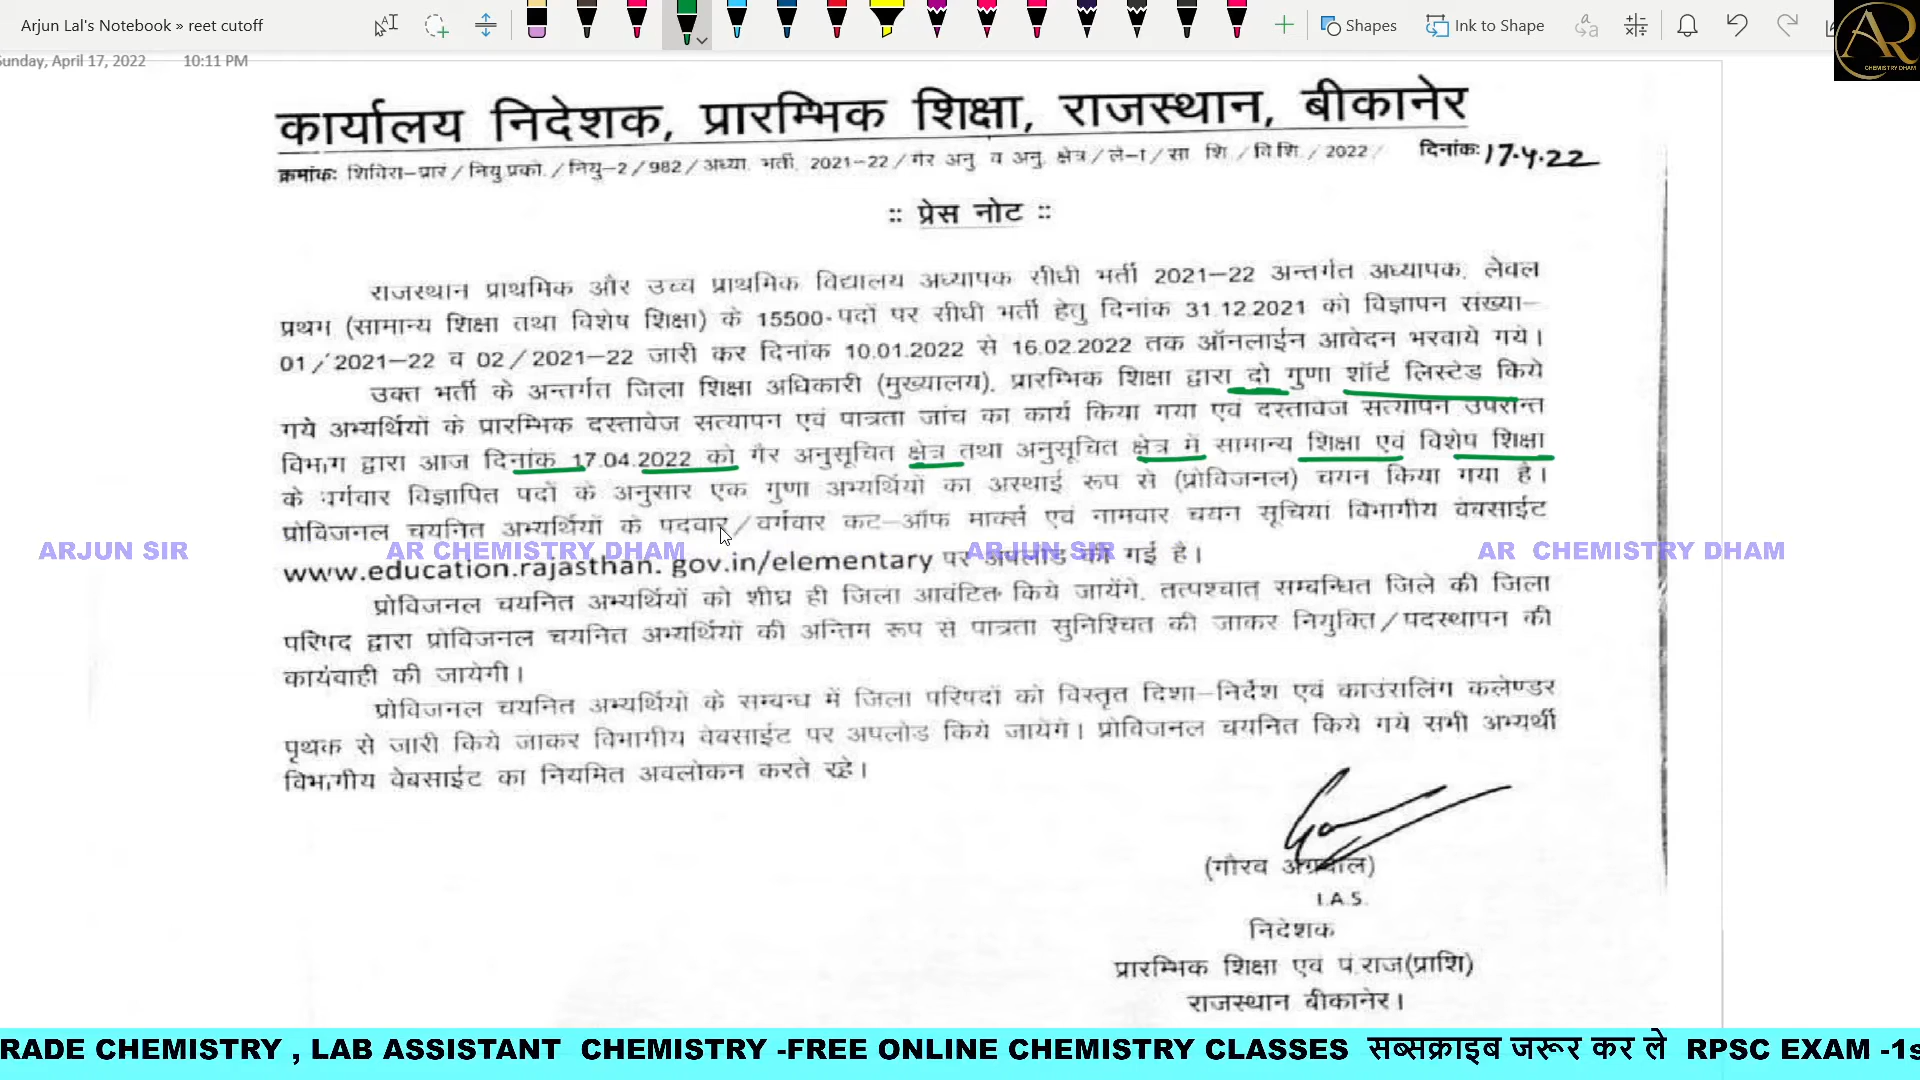 Arjun Lal's Notebook » reet cutoff
Shapes
Ink to Shape
AR
CHEMISTRY DHAM
unday, April 17, 2022 10:11 PM
कार्यालय निदेशक, प्रारम्भिक शिक्षा, राजस्थान, बीकानेर
क्रमांकः शिविरा-प्रारं/नियु.प्रको./नियु-2/982/अध्या. भर्ती. 2021-22/गैर अनु. व अनु. क्षेत्र/ले-1/सा शि./वि.शि./2022/ दिनांकः 17.4.22
:: प्रेस नोट ::
राजस्थान प्राथमिक और उच्च प्राथमिक विद्यालय अध्यापक सीधी भर्ती 2021-22 अन्तर्गत अध्यापक, लेवल
प्रथम (सामान्य शिक्षा तथा विशेष शिक्षा) के 15500 पदों पर सीधी भर्ती हेतु दिनांक 31.12.2021 को विज्ञापन संख्या-
01/2021-22 व 02/2021-22 जारी कर दिनांक 10.01.2022 से 16.02.2022 तक ऑनलाईन आवेदन भरवाये गये।
उक्त भर्ती के अन्तर्गत जिला शिक्षा अधिकारी (मुख्यालय), प्रारम्भिक शिक्षा द्वारा दो गुणा शॉर्ट लिस्टेड किये
गये अभ्यर्थियों के प्रारम्भिक दस्तावेज सत्यापन एवं पात्रता जांच का कार्य किया गया एवं दस्तावेज सत्यापन उपरान्त
विभाग द्वारा आज दिनांक 17.04.2022 को गैर अनुसूचित क्षेत्र तथा अनुसूचित क्षेत्र में सामान्य शिक्षा एवं विशेष शिक्षा
के वर्गवार विज्ञापित पदों के अनुसार एक गुणा अभ्यर्थियों का अस्थाई रूप से (प्रोविजनल) चयन किया गया है।
प्रोविजनल चयनित अभ्यर्थियों के पदवार/वर्गवार कट-ऑफ मार्क्स एवं नामवार चयन सूचियां विभागीय वेबसाईट
www.education.rajasthan. gov.in/elementary पर अपलोड की गई है।
ARJUN SIR AR CHEMISTRY DHAM ARJUN SIR AR CHEMISTRY DHAM
प्रोविजनल चयनित अभ्यर्थियों को शीघ्र ही जिला आवंटित किये जायेंगे, तत्पश्चात् सम्बन्धित जिले की जिला
परिषद द्वारा प्रोविजनल चयनित अभ्यर्थियों की अन्तिम रूप से पात्रता सुनिश्चित की जाकर नियुक्ति/पदस्थापन की
कार्यवाही की जायेगी।
प्रोविजनल चयनित अभ्यर्थियों के सम्बन्ध में जिला परिषदों को विस्तृत दिशा-निर्देश एवं काउंसलिंग कलेण्डर
पृथक से जारी किये जाकर विभागीय वेबसाईट पर अपलोड किये जायेंगे। प्रोविजनल चयनित किये गये सभी अभ्यर्थी
विभागीय वेबसाईट का नियमित अवलोकन करते रहे।
(गौरव अग्रवाल)
I.A.S.
निदेशक
प्रारम्भिक शिक्षा एवं पं.राज(प्राशि)
राजस्थान बीकानेर।
RADE CHEMISTRY , LAB ASSISTANT CHEMISTRY -FREE ONLINE CHEMISTRY CLASSES सब्सक्राइब जरूर कर ले RPSC EXAM -1s